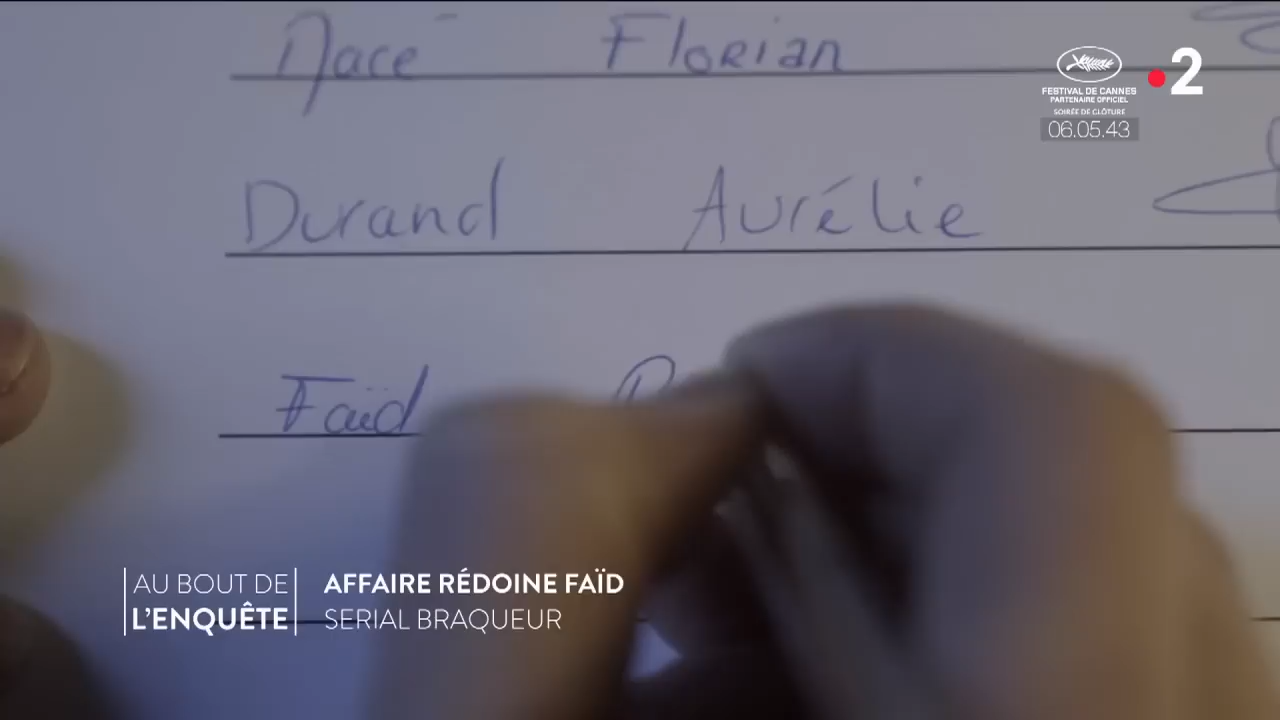 Macé Florian
2
FESTIVAL DE CANNES
PARTENAIRE OFFICIEL
SOIRÉE DE CLÔTURE
06.05.43
Durand Aurélie
Faïd
AU BOUT DE
L'ENQUÊTE
AFFAIRE RÉDOINE FAÏD
SERIAL BRAQUEUR